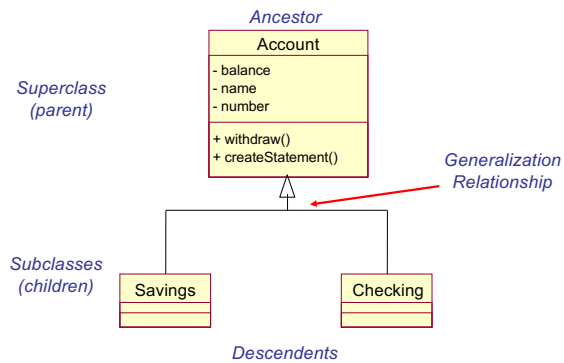 Ancestor
Account
- balance
- name
- number
+ withdraw()
+ createStatement()
Superclass
(parent)
Generalization
Relationship
Subclasses
(children)
Savings
Checking
Descendents